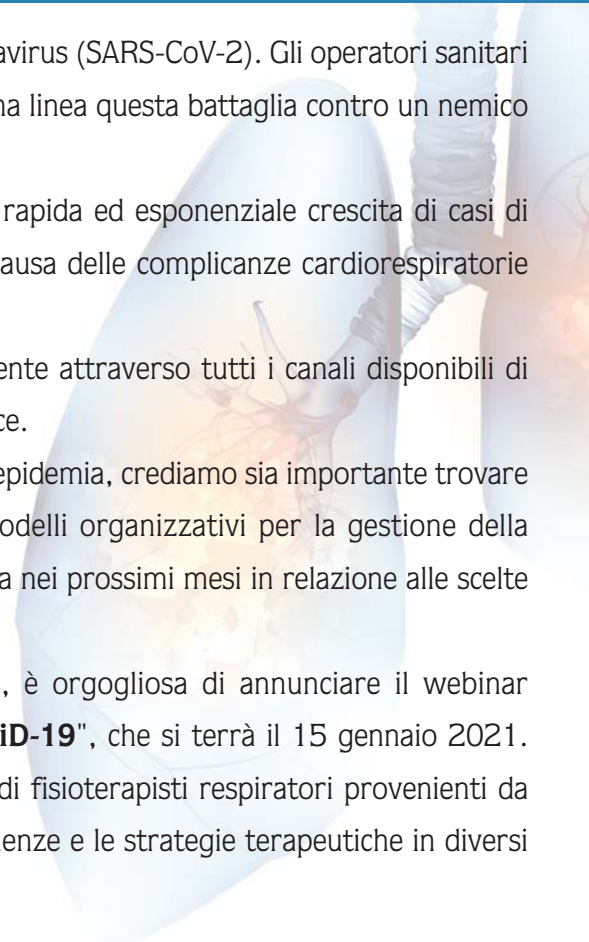 avirus (SARS-CoV-2). Gli operatori sanitari
na linea questa battaglia contro un nemico
rapida ed esponenziale crescita di casi di
ausa delle complicanze cardiorespiratorie
ente attraverso tutti i canali disponibili di
ce.
epidemia, crediamo sia importante trovare
odelli organizzativi per la gestione della
a nei prossimi mesi in relazione alle scelte
, è orgogliosa di annunciare il webinar
iD-19", che si terrà il 15 gennaio 2021.
di fisioterapisti respiratori provenienti da
ienze e le strategie terapeutiche in diversi